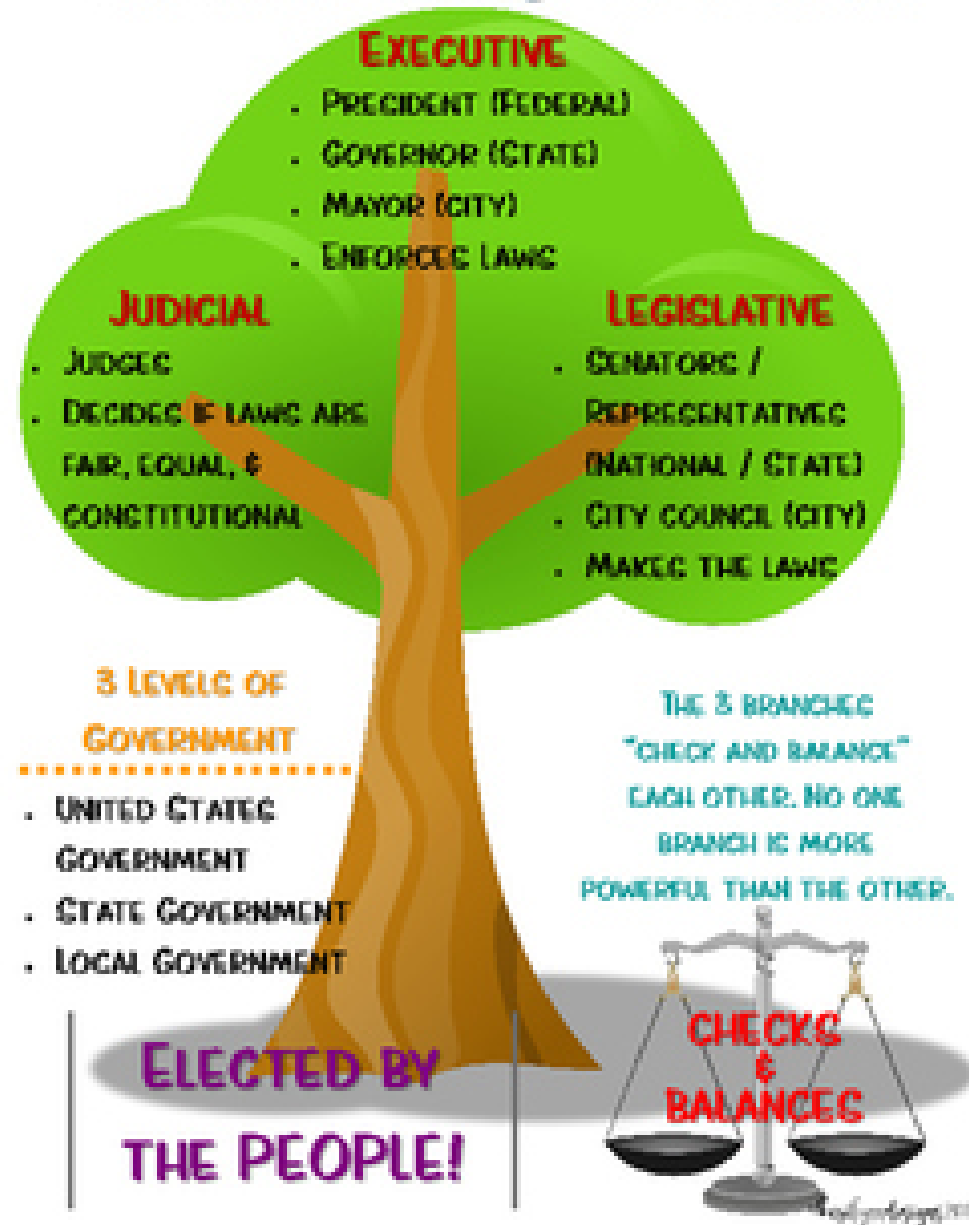 EXECUTIVE
• PRESIDENT (FEDERAL)
• GOVERNOR (STATE)
• MAYOR (CITY)
• ENFORCES LAWS
JUDICIAL
• JUDGES
• DECIDES IF LAWS ARE
FAIR, EQUAL, &
CONSTITUTIONAL
LEGISLATIVE
• SENATORS /
REPRESENTATIVES
(NATIONAL / STATE)
• CITY COUNCIL (CITY)
• MAKES THE LAWS
3 LEVELS OF
GOVERNMENT
• UNITED STATES
GOVERNMENT
• STATE GOVERNMENT
• LOCAL GOVERNMENT
THE 3 BRANCHES
"CHECK AND BALANCE"
EACH OTHER. NO ONE
BRANCH IS MORE
POWERFUL THAN THE OTHER.
ELECTED BY
THE PEOPLE!
CHECKS
&
BALANCES